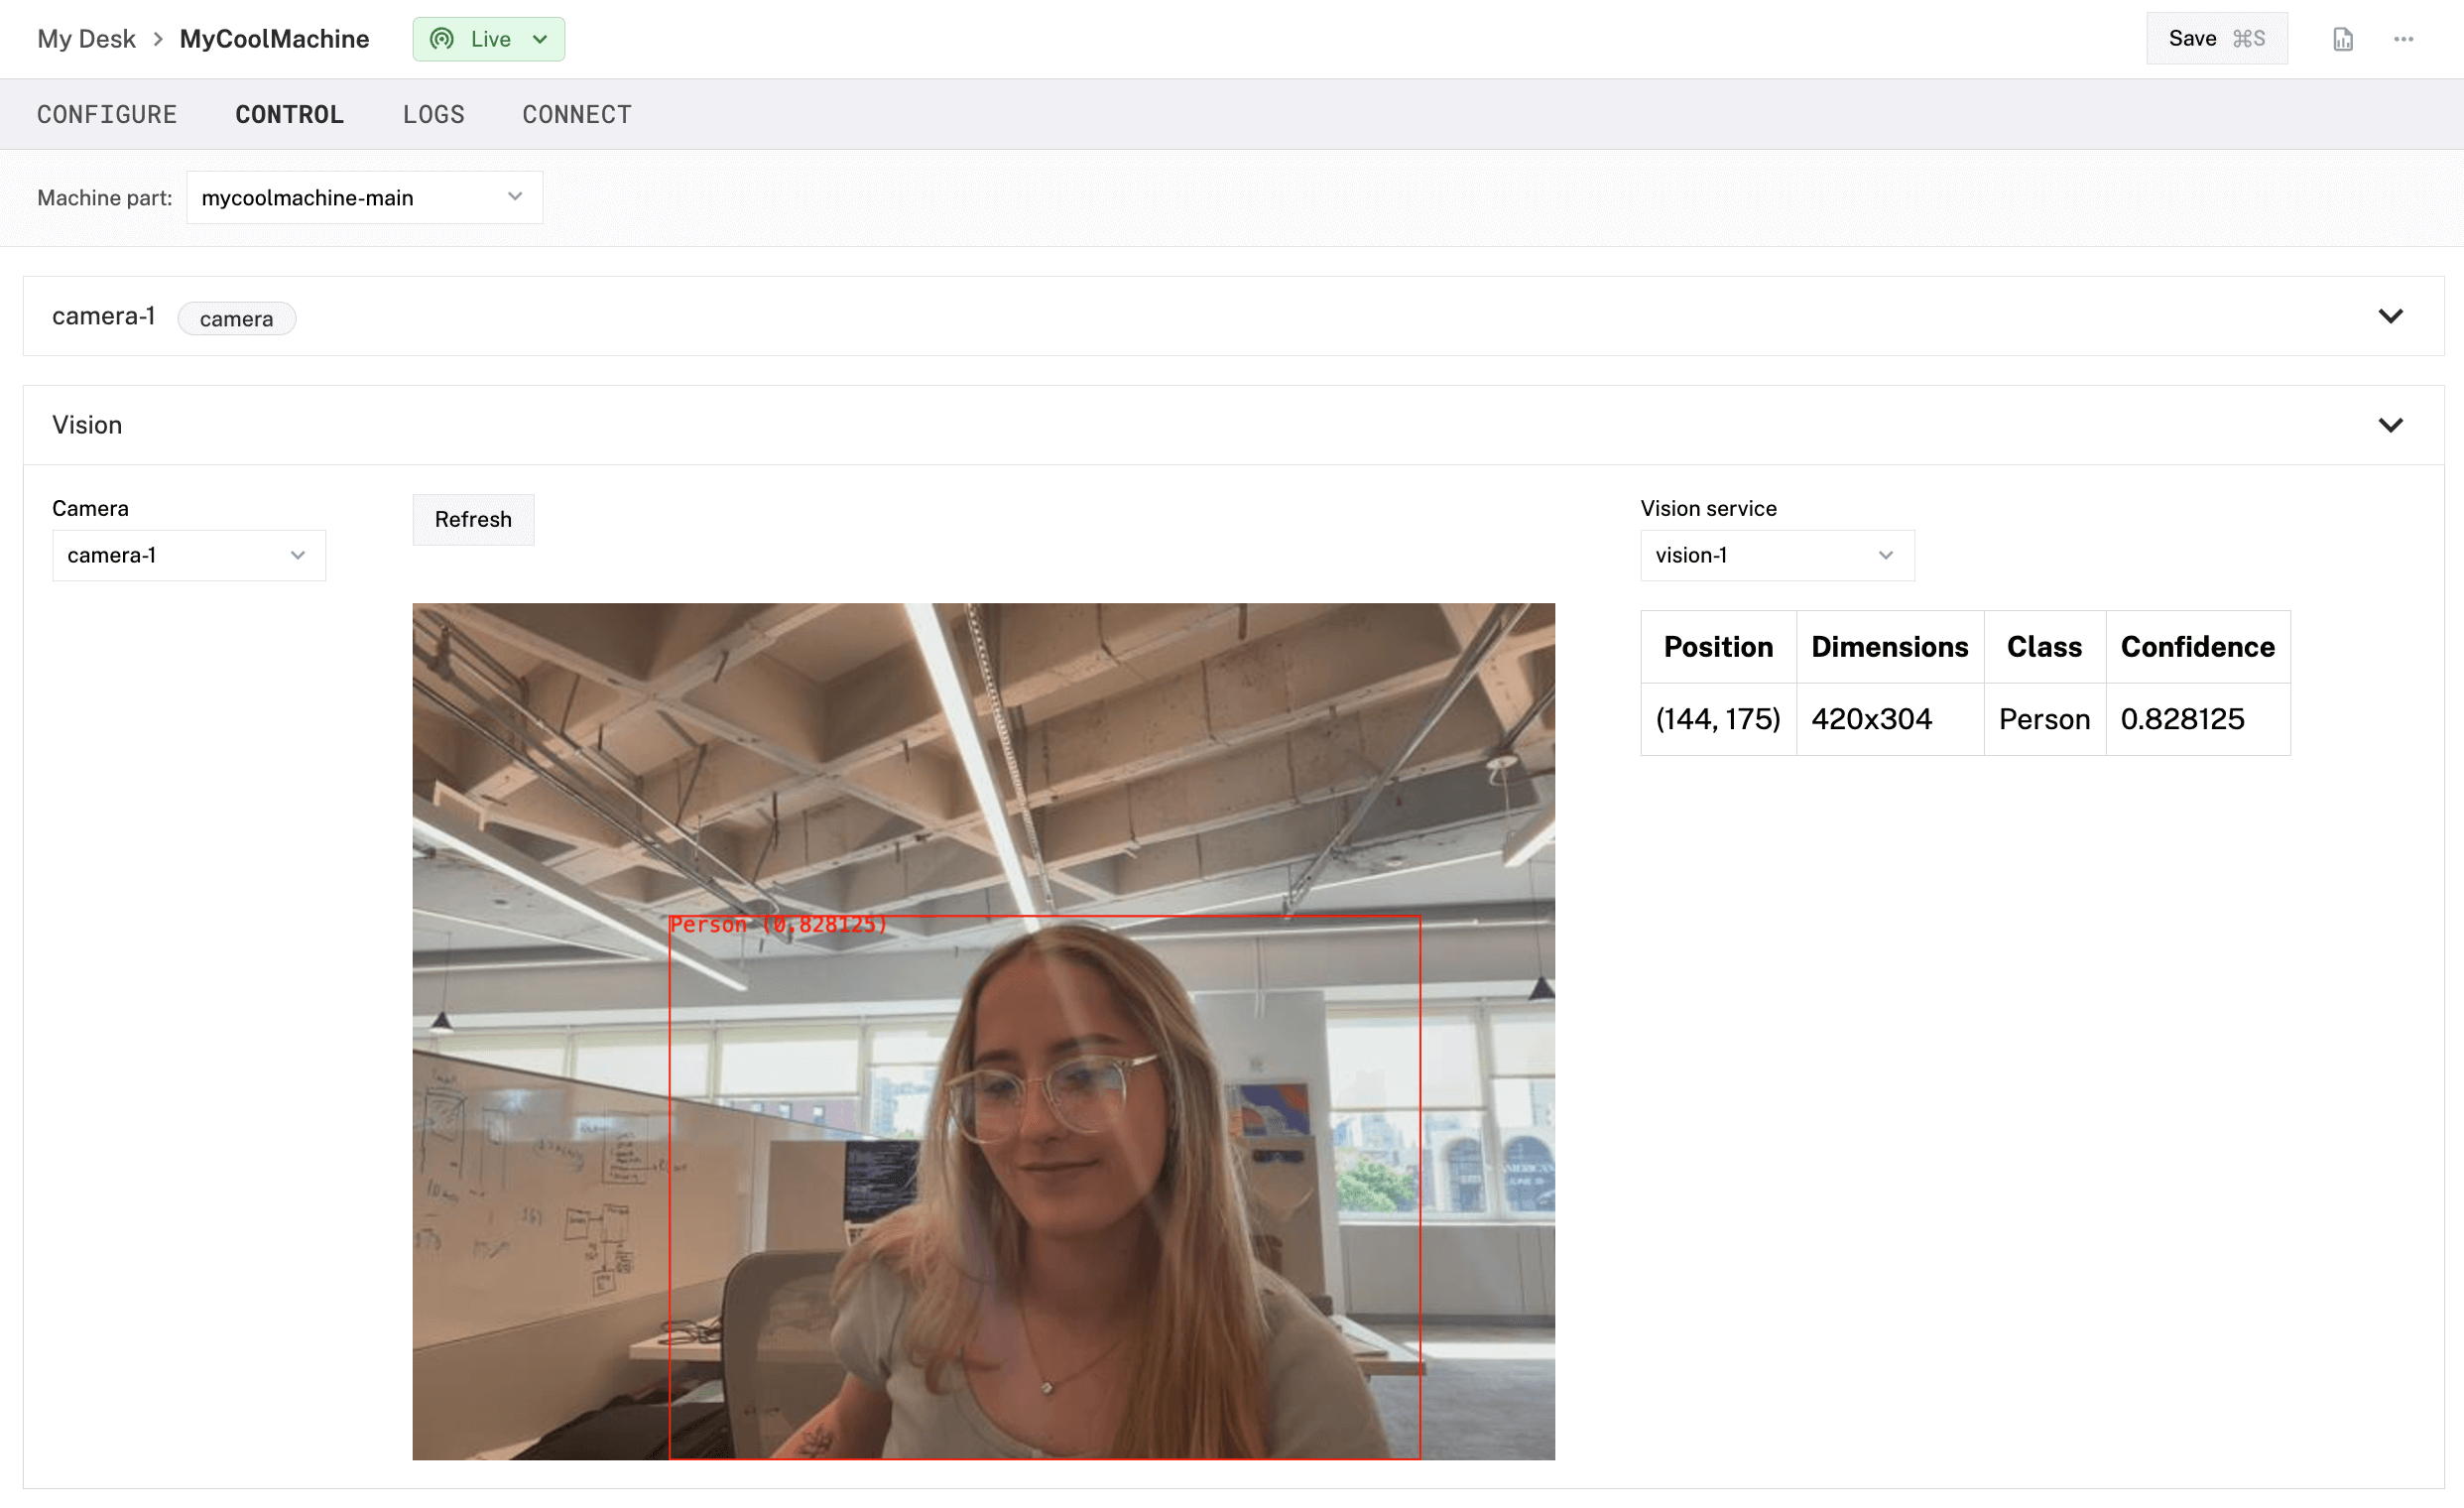 My Desk > MyCoolMachine Live Save ⌘S
CONFIGURE CONTROL LOGS CONNECT
Machine part: mycoolmachine-main
camera-1 camera
Vision
Camera Refresh Vision service
camera-1 vision-1
Position Dimensions Class Confidence
(144, 175) 420x304 Person 0.828125
Person (0.828125)